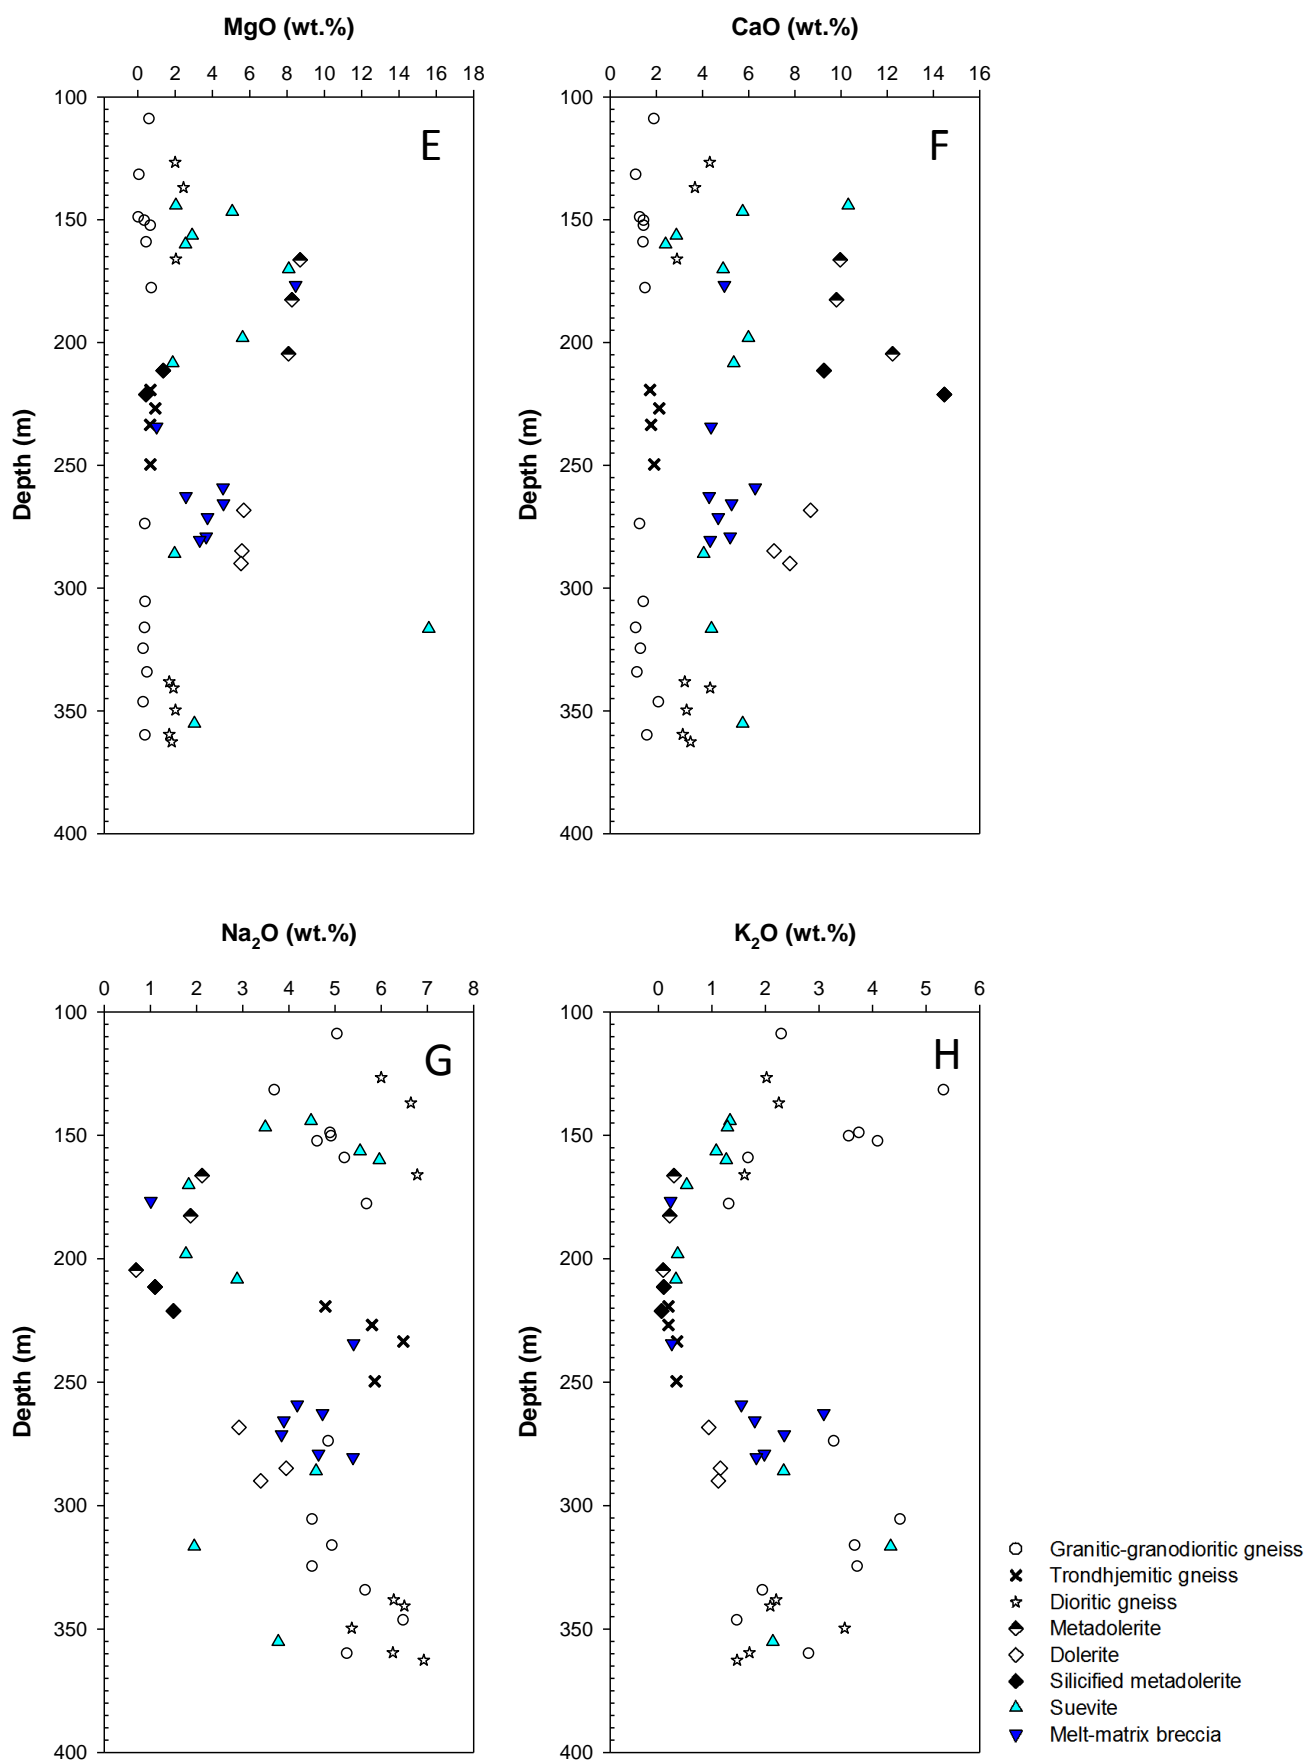 MgO (wt.%)
CaO (wt.%)
0 2 4 6 8 10 12 14 16 18
0 2 4 6 8 10 12 14 16
E
F
Depth (m)
100
150
200
250
300
350
400
Depth (m)
100
150
200
250
300
350
400
Na2O (wt.%)
K2O (wt.%)
0 1 2 3 4 5 6 7 8
0 1 2 3 4 5 6
G
H
Depth (m)
100
150
200
250
300
350
400
Depth (m)
100
150
200
250
300
350
400
Granitic-granodioritic gneiss
Trondhjemitic gneiss
Dioritic gneiss
Metadolerite
Dolerite
Silicified metadolerite
Suevite
Melt-matrix breccia